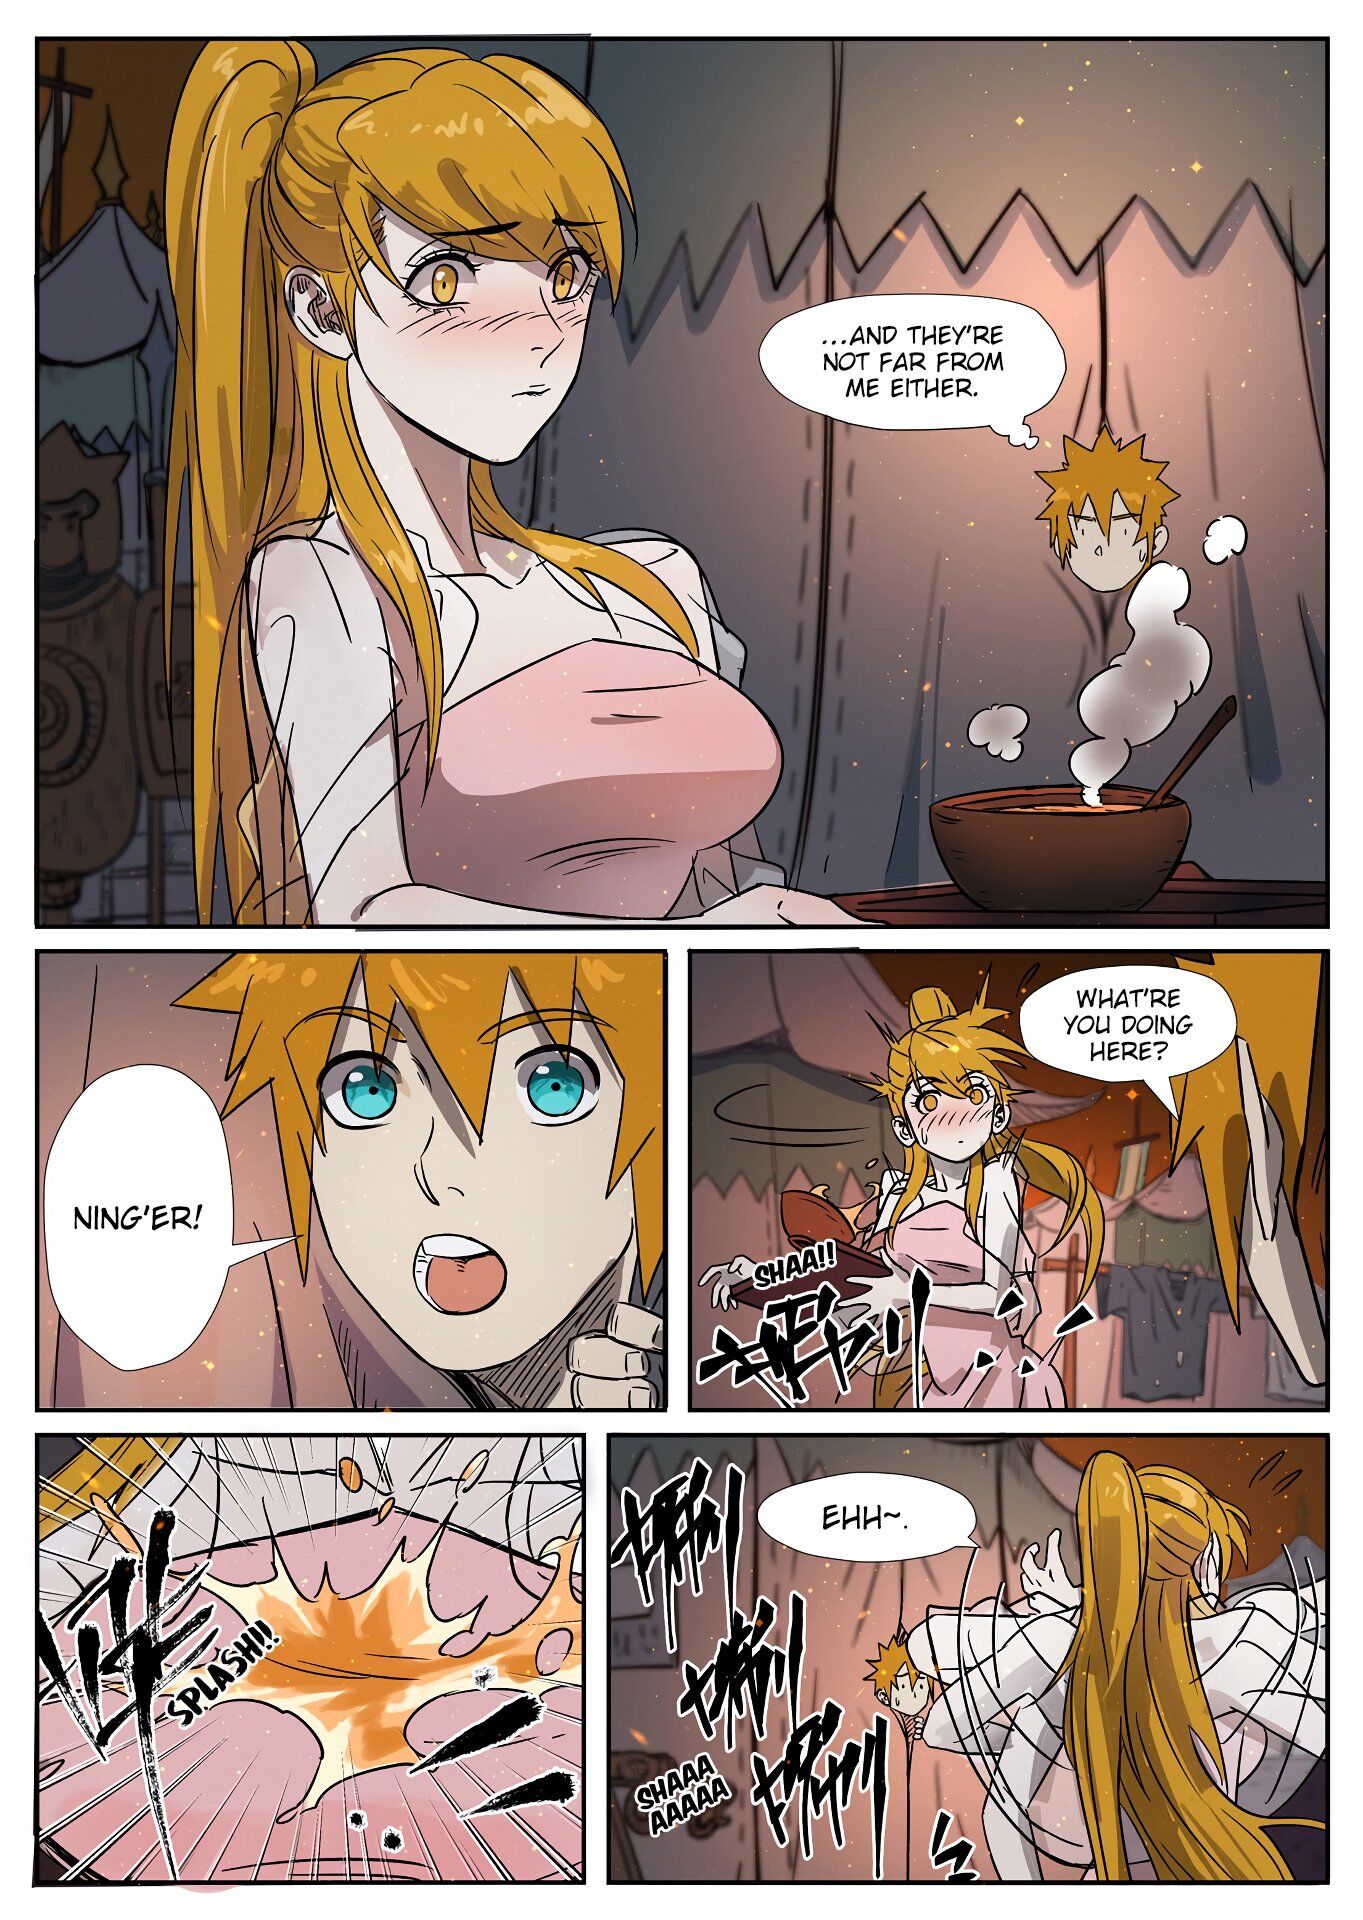 ...AND THEY'RE
NOT FAR FROM
ME EITHER.
NING'ER!
WHAT'RE
YOU DOING
HERE?
SHAA!!
SPLASH!!
EHH~.
SHAAA
AAAAA